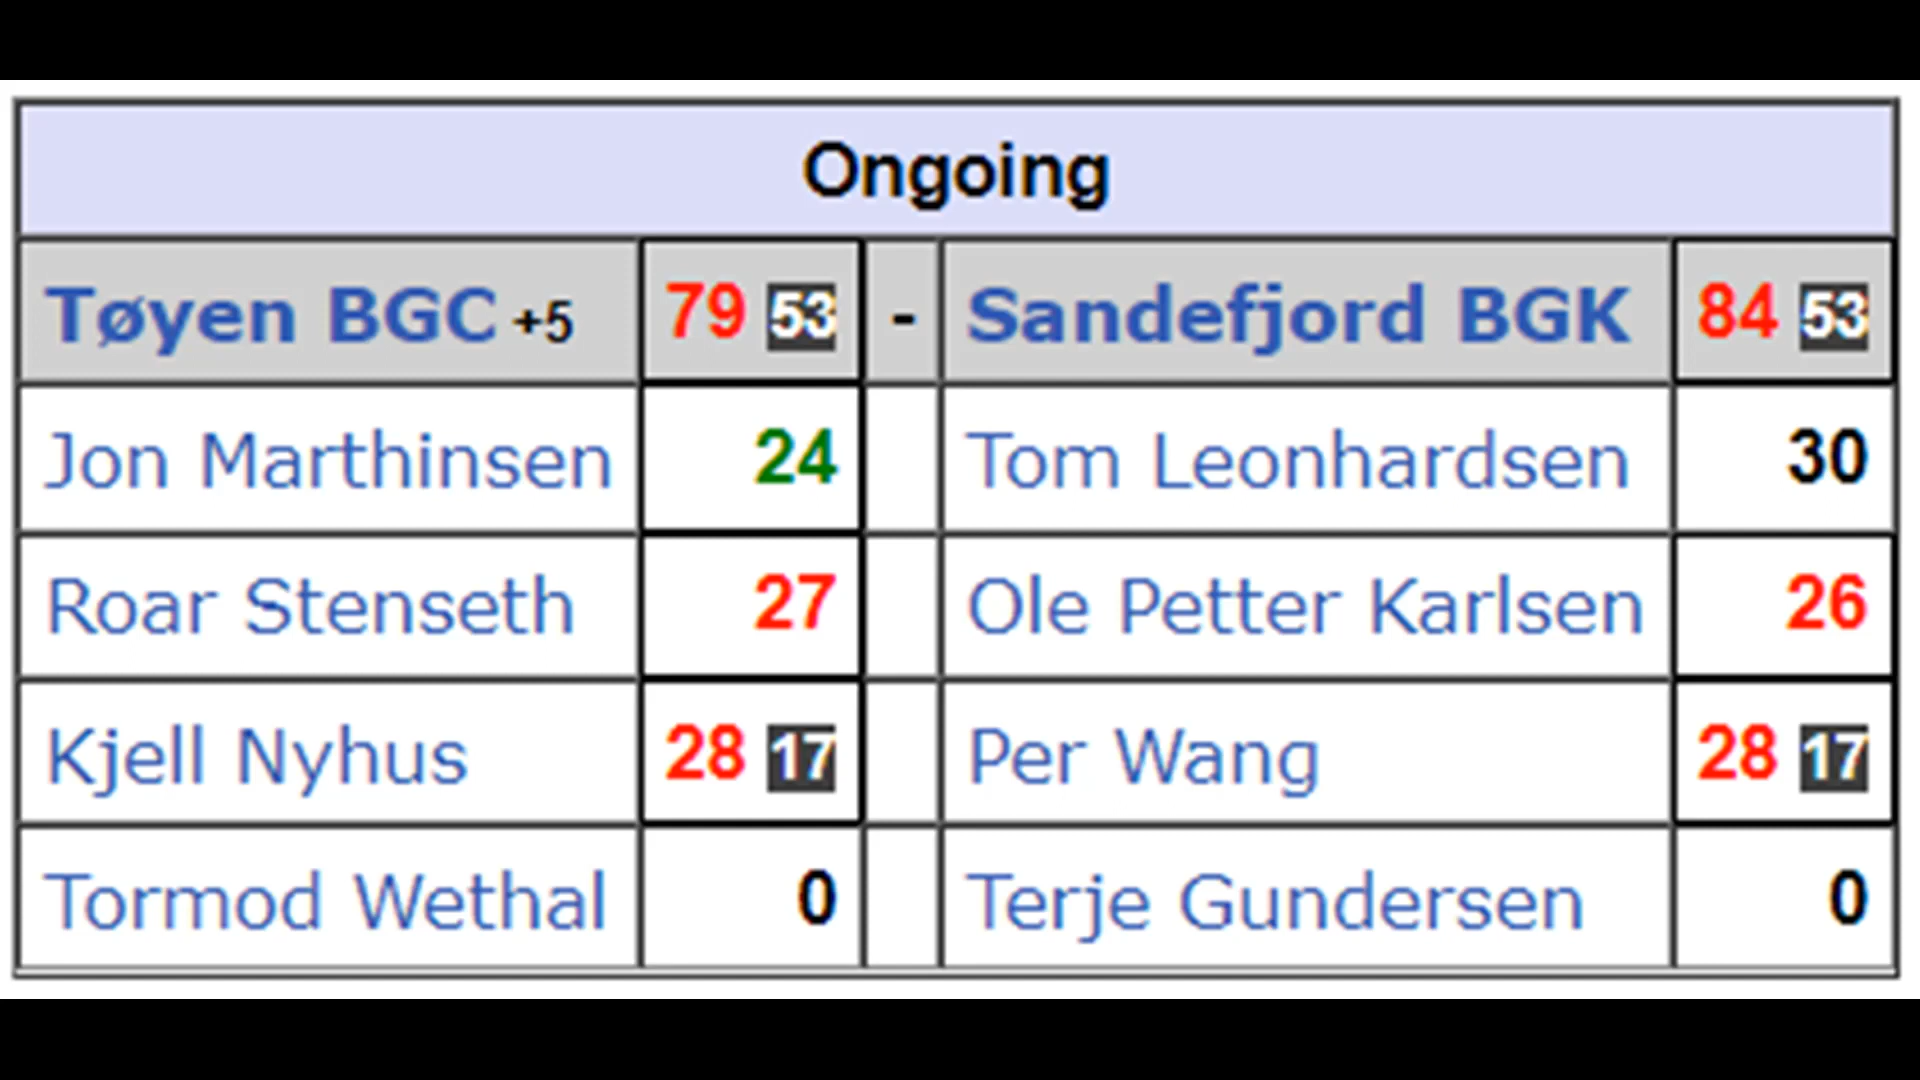 Ongoing
Tøyen BGC +5 79 53 - Sandefjord BGK 84 53
Jon Marthinsen 24 Tom Leonhardsen 30
Roar Stenseth 27 Ole Petter Karlsen 26
Kjell Nyhus 28 17 Per Wang 28 17
Tormod Wethal 0 Terje Gundersen 0